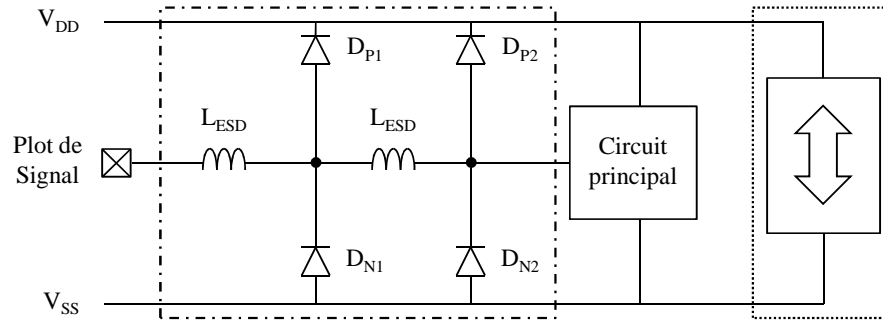 V_DD
D_P1
D_P2
L_ESD
L_ESD
Plot de
Signal
Circuit
principal
D_N1
D_N2
V_SS